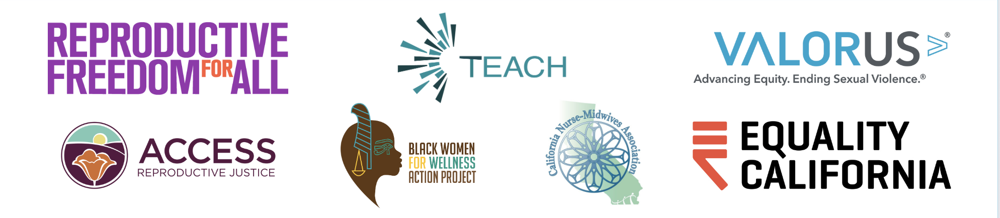 REPRODUCTIVE
FREEDOM FOR ALL
TEACH
VALORUS®
Advancing Equity. Ending Sexual Violence.®
ACCESS
REPRODUCTIVE JUSTICE
BLACK WOMEN
FOR WELLNESS
ACTION PROJECT
California Nurse-Midwives Association
EQUALITY
CALIFORNIA